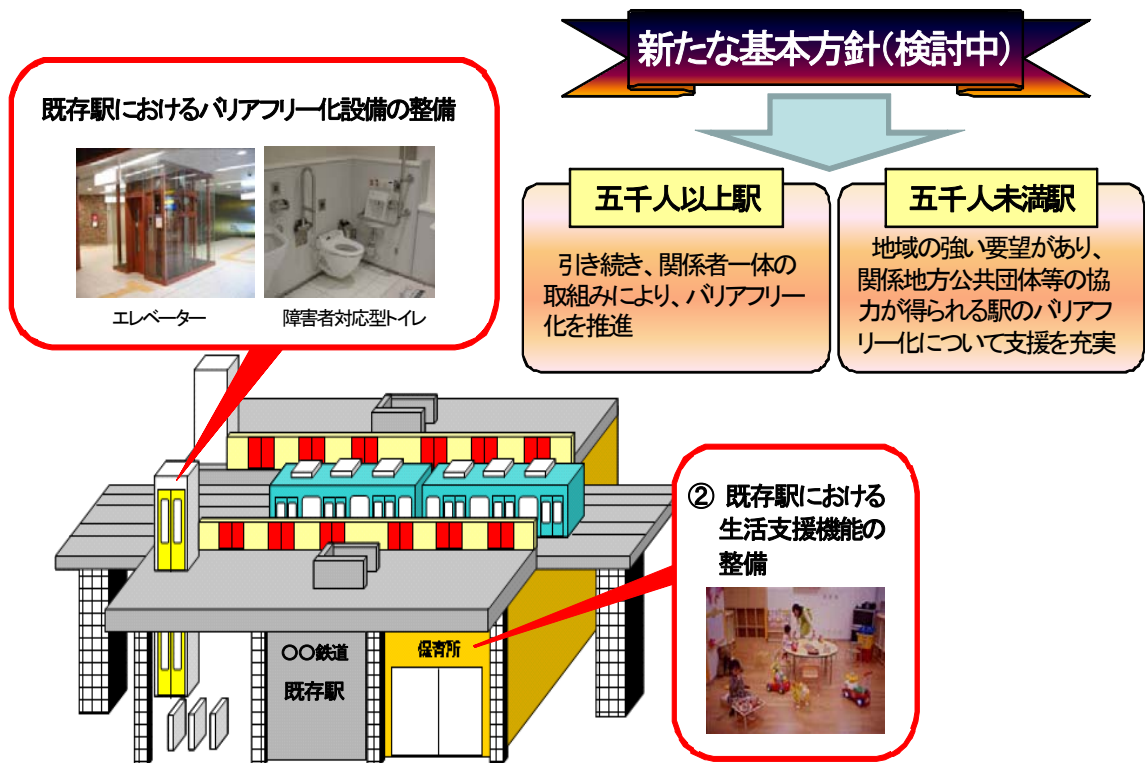 新たな基本方針（検討中）
既存駅におけるバリアフリー化設備の整備
エレベーター
障害者対応型トイレ
五千人以上駅
引き続き、関係者一体の
取組みにより、バリアフリー
化を推進
五千人未満駅
地域の強い要望があり、
関係地方公共団体等の協
力が得られる駅のバリアフ
リー化について支援を充実
② 既存駅における
生活支援機能の
整備
○○鉄道
既存駅
保育所